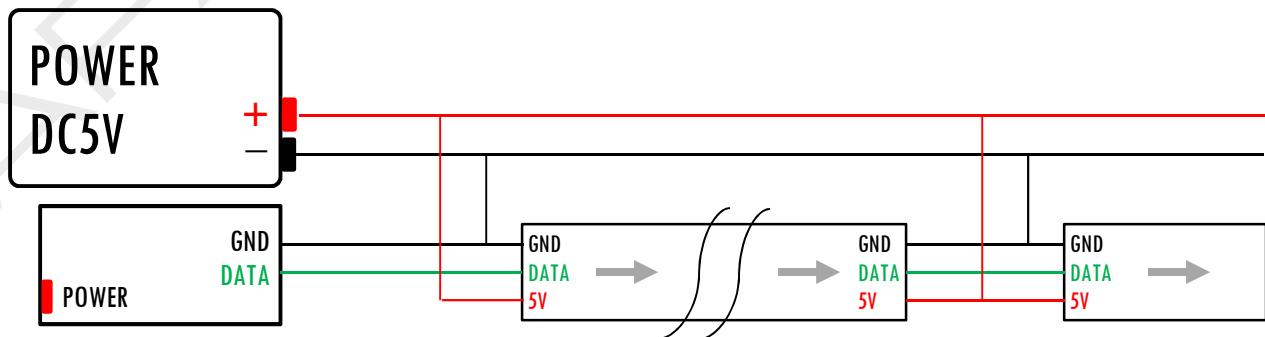 POWER
DC5V
+
–
GND
DATA
POWER
GND
DATA
5V
GND
DATA
5V
GND
DATA
5V